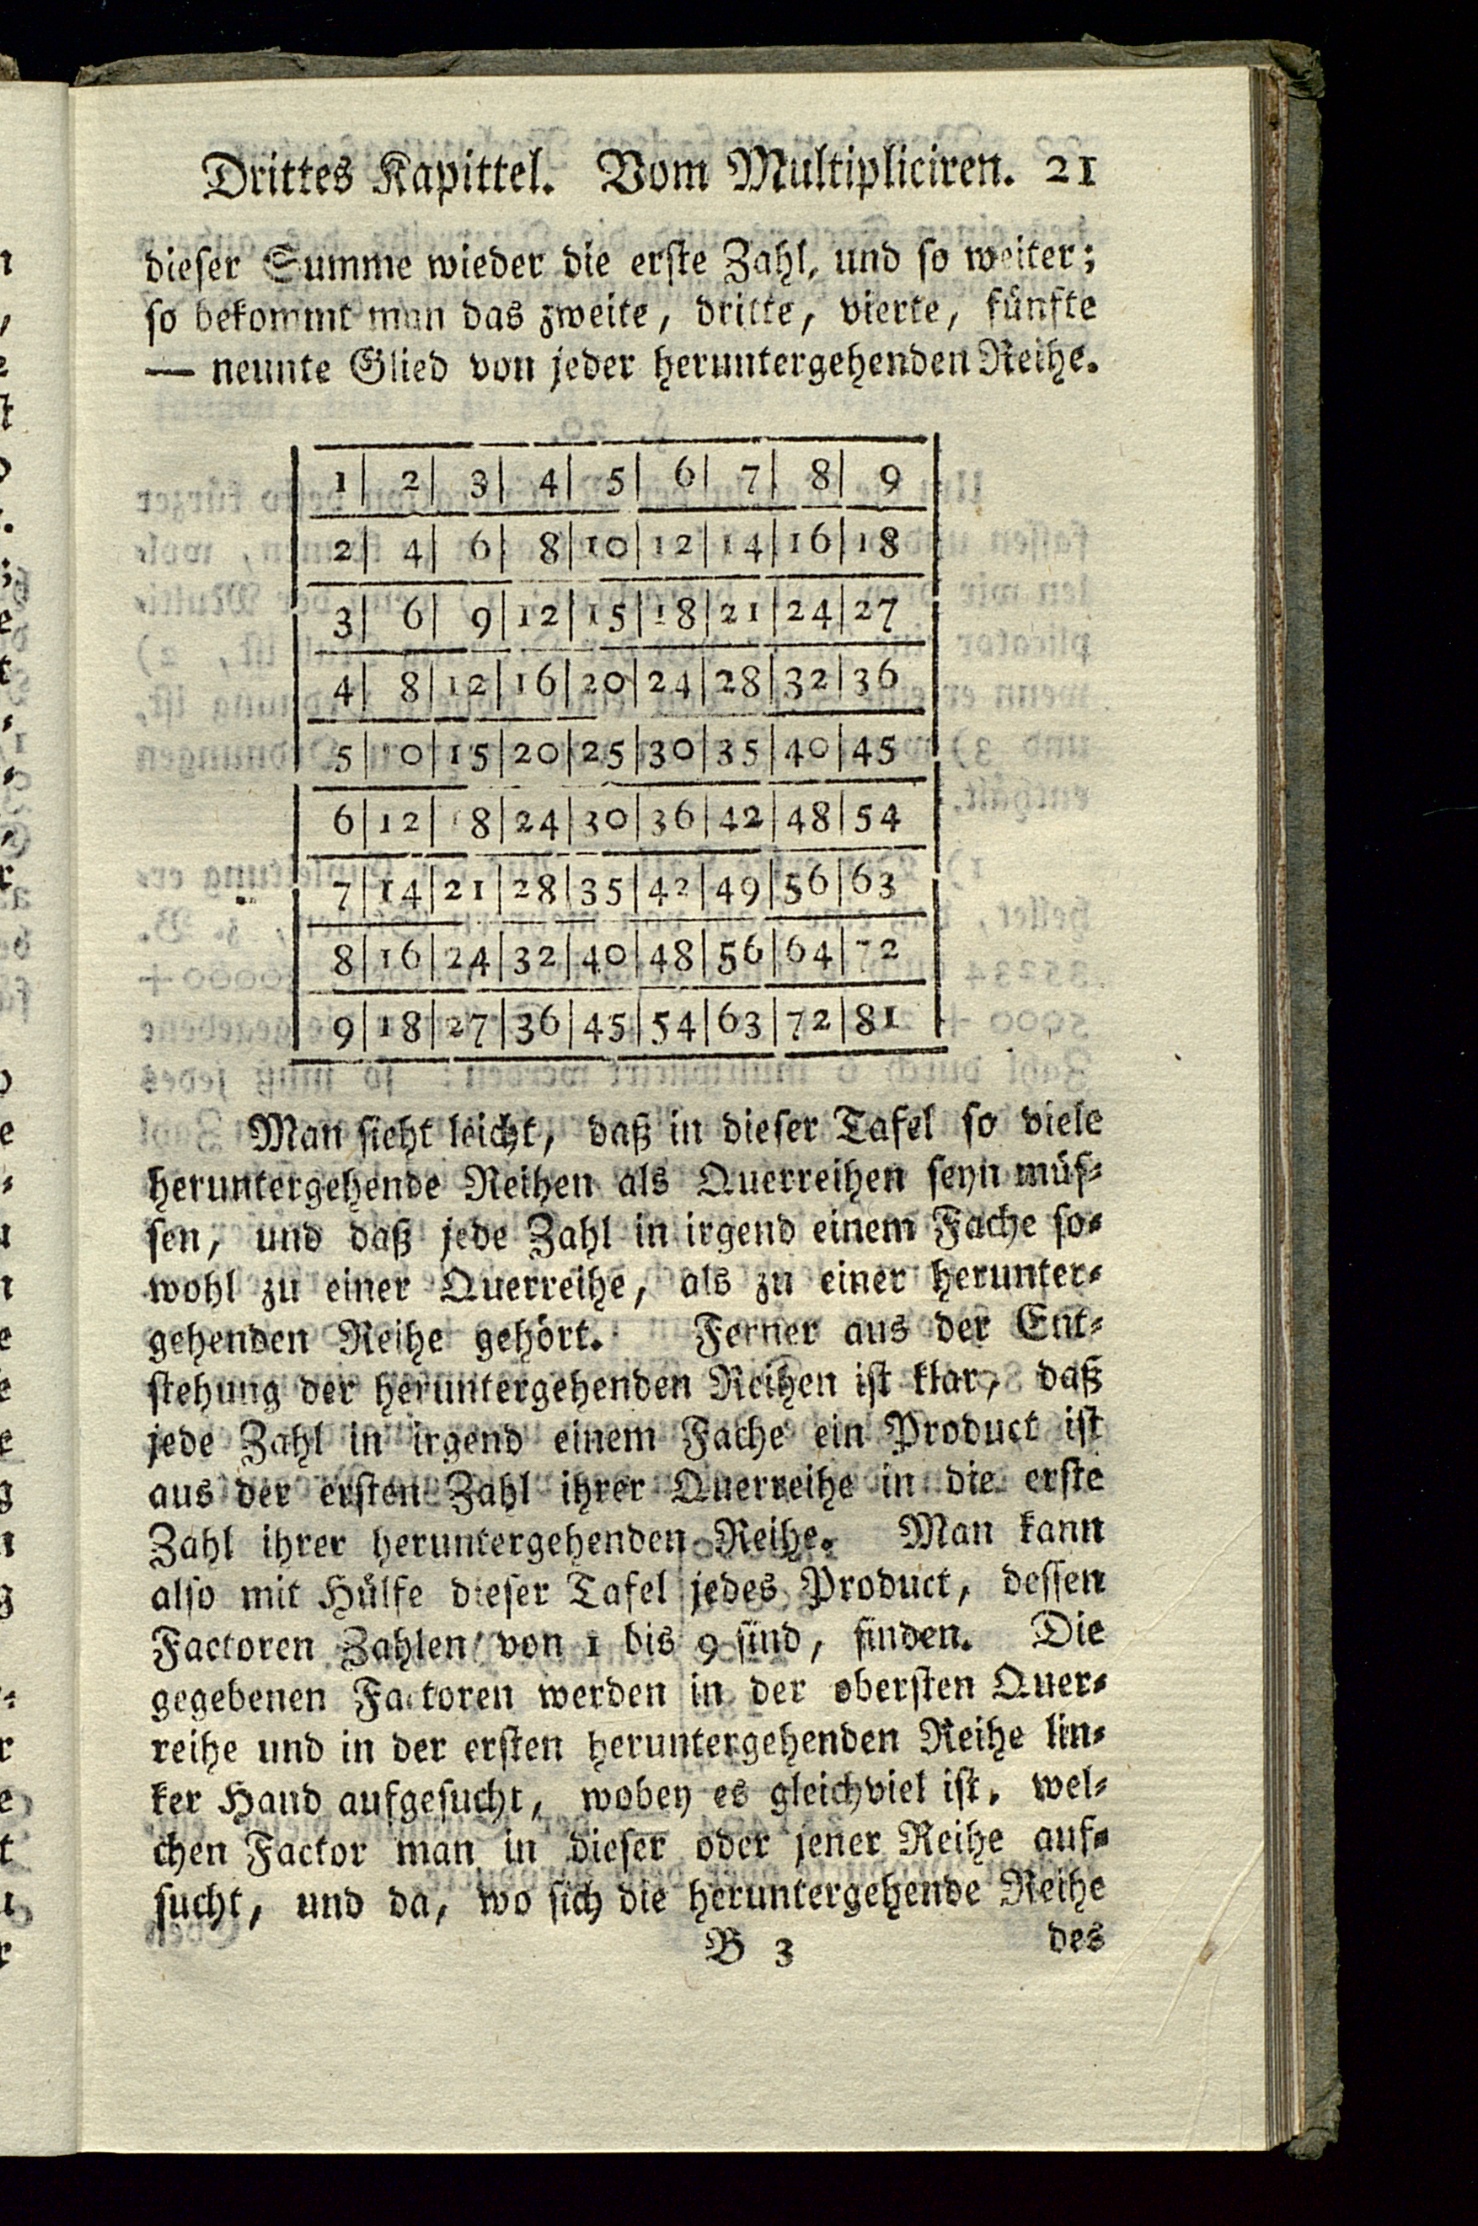 Drittes Kapittel. Vom Multipliciren. 21
dieser Summe wieder die erste Zahl, und so weiter;
so bekommt man das zweite, dritte, vierte, fünfte
— neunte Glied von jeder heruntergehenden Reihe.
1| 2| 3| 4| 5| 6| 7| 8| 9
2| 4| 6| 8|10|12|14|16|18
3| 6| 9|12|15|18|21|24|27
4| 8|12|16|20|24|28|32|36
5|10|15|20|25|30|35|40|45
6|12|18|24|30|36|42|48|54
7|14|21|28|35|42|49|56|63
8|16|24|32|40|48|56|64|72
9|18|27|36|45|54|63|72|81
Man sieht leicht, daß in dieser Tafel so viele
heruntergehende Reihen als Querreihen seyn müs-
sen, und daß jede Zahl in irgend einem Fache so-
wohl zu einer Querreihe, als zu einer herunter-
gehenden Reihe gehört. Ferner aus der Ent-
stehung der heruntergehenden Reihen ist klar, daß
jede Zahl in irgend einem Fache ein Product ist
aus der ersten Zahl ihrer Querreihe in die erste
Zahl ihrer heruntergehenden Reihe. Man kann
also mit Hülfe dieser Tafel jedes Product, dessen
Factoren Zahlen von 1 bis 9 sind, finden. Die
gegebenen Factoren werden in der obersten Quer-
reihe und in der ersten heruntergehenden Reihe lin-
ker Hand aufgesucht, wobey es gleichviel ist, wel-
chen Factor man in dieser oder jener Reihe auf-
sucht, und da, wo sich die heruntergehende Reihe
B 3 des